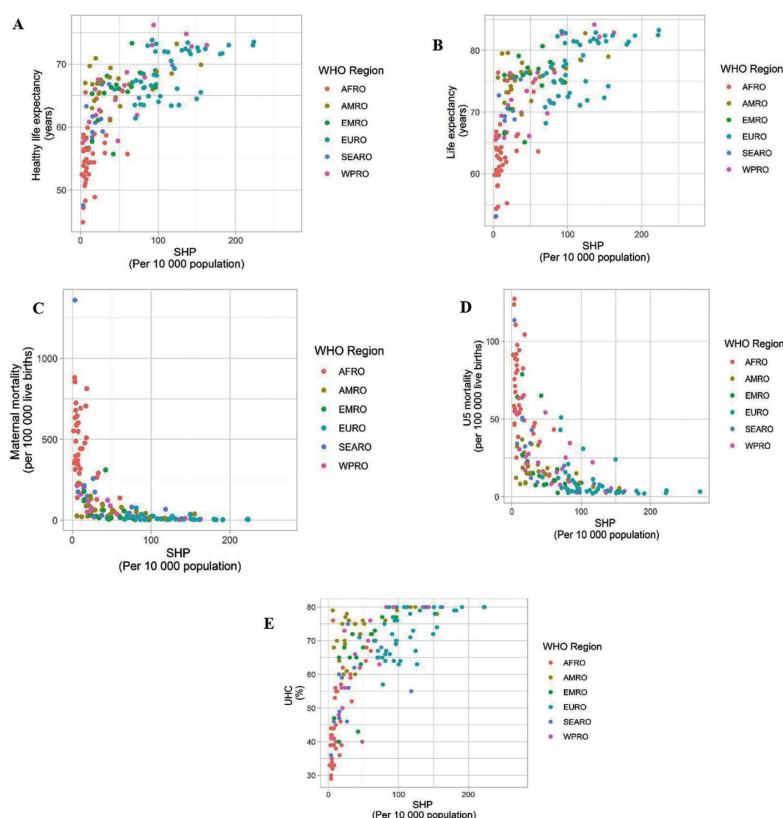 A
Healthy life expectancy
(years)
70
60
50
0
100
200
SHP
(Per 10 000 population)
WHO Region
AFRO
AMRO
EMRO
EURO
SEARO
WPRO
B
Life expectancy
(years)
80
70
60
0
100
200
SHP
(Per 10 000 population)
WHO Region
AFRO
AMRO
EMRO
EURO
SEARO
WPRO
C
Maternal mortality
(per 100 000 live births)
1000
500
0
0
100
200
SHP
(Per 10 000 population)
WHO Region
AFRO
AMRO
EMRO
EURO
SEARO
WPRO
D
U5 mortality
(per 100 000 live births)
100
50
0
0
100
200
SHP
(Per 10 000 population)
WHO Region
AFRO
AMRO
EMRO
EURO
SEARO
WPRO
E
UHC
(%)
80
70
60
50
40
30
0
100
200
SHP
(Per 10 000 population)
WHO Region
AFRO
AMRO
EMRO
EURO
SEARO
WPRO